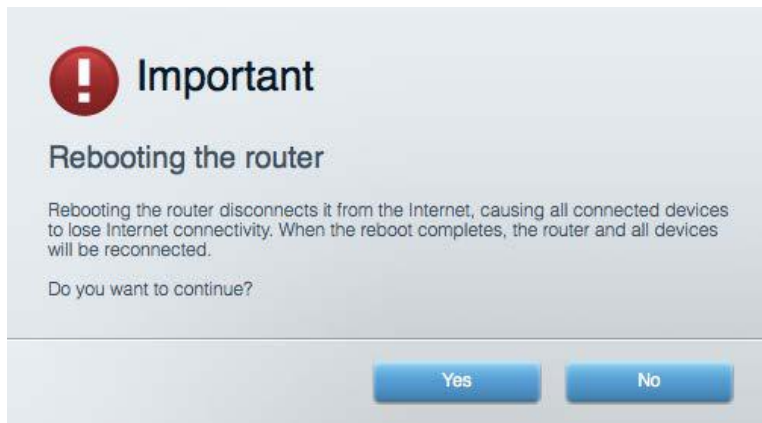 Important
Rebooting the router
Rebooting the router disconnects it from the Internet, causing all connected devices
to lose Internet connectivity. When the reboot completes, the router and all devices
will be reconnected.
Do you want to continue?
Yes No